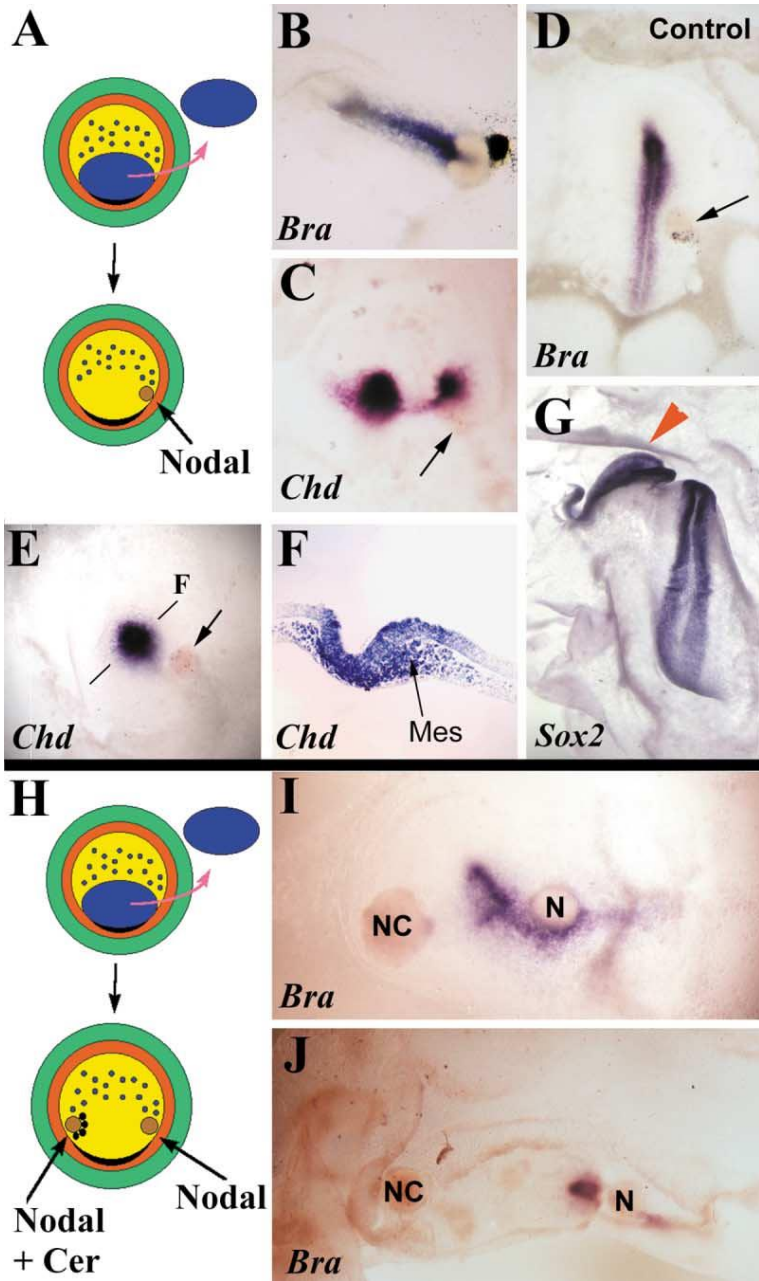 A
Nodal
B
Bra
C
Chd
D
Control
Bra
E
F
Chd
F
Mes
Chd
G
Sox2
H
Nodal
+ Cer
Nodal
I
NC
N
Bra
J
NC
N
Bra